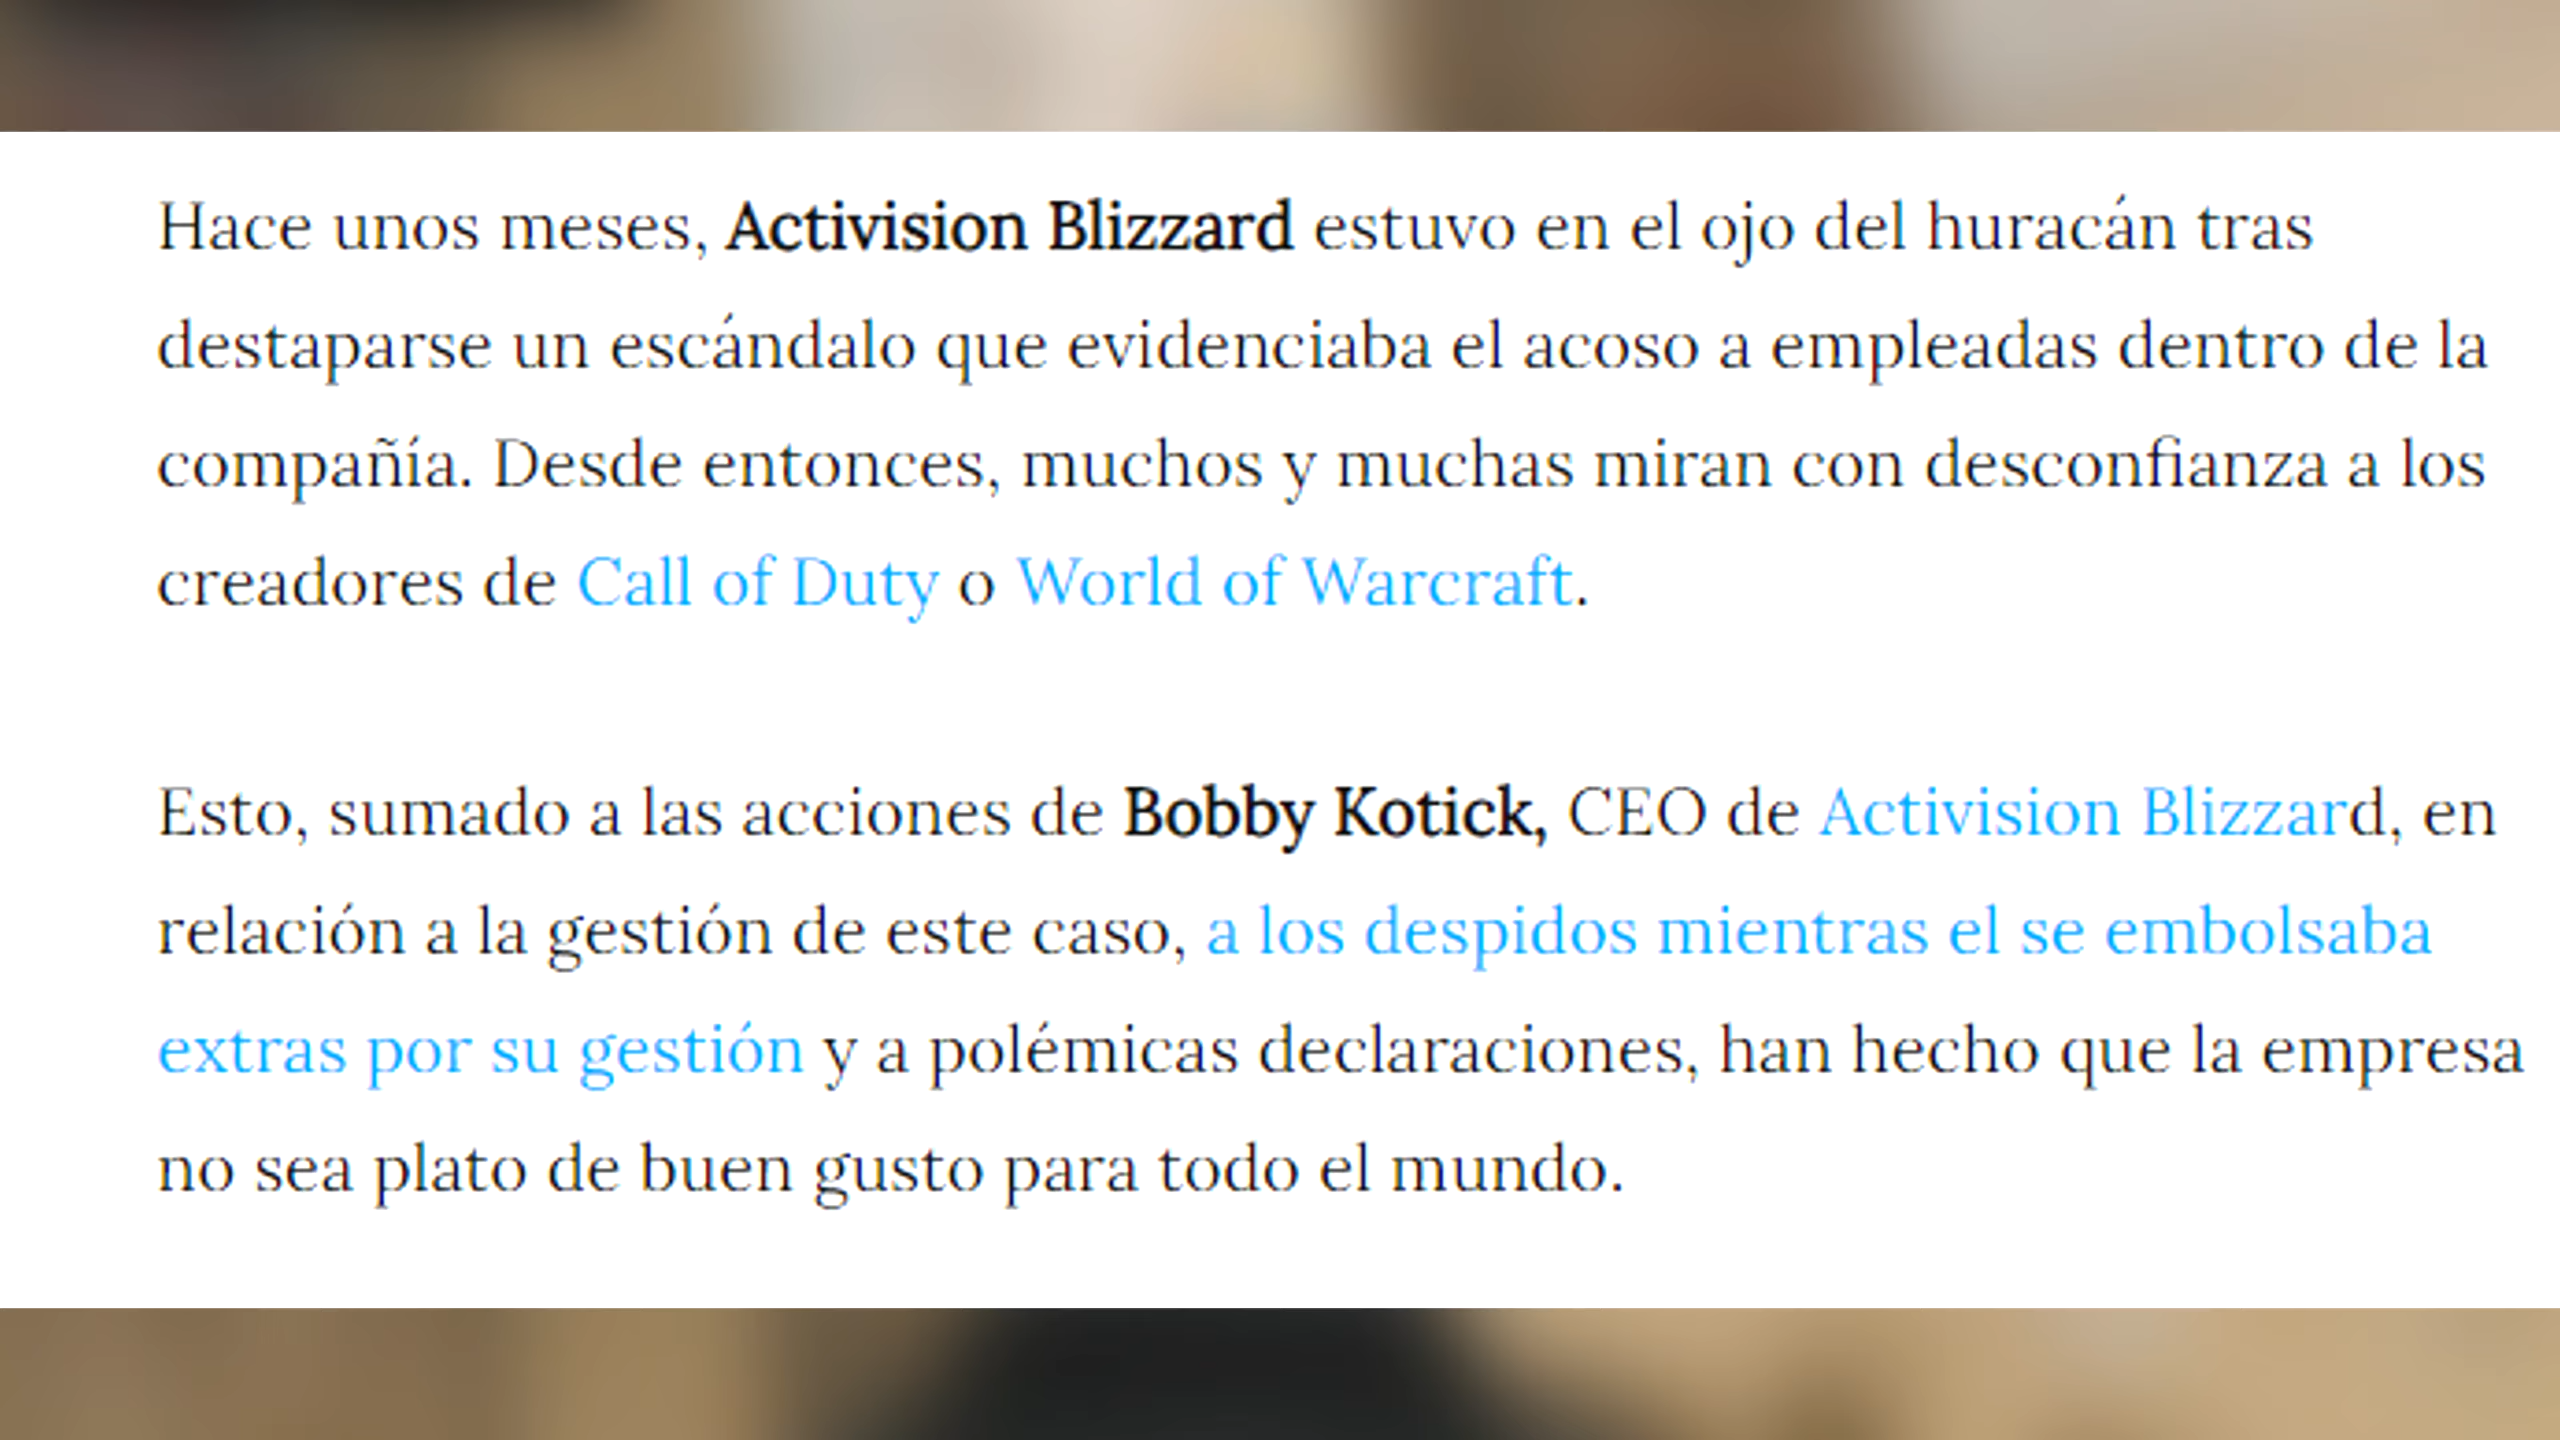 Hace unos meses, Activision Blizzard estuvo en el ojo del huracán tras
destaparse un escándalo que evidenciaba el acoso a empleadas dentro de la
compañía. Desde entonces, muchos y muchas miran con desconfianza a los
creadores de Call of Duty o World of Warcraft.
Esto, sumado a las acciones de Bobby Kotick, CEO de Activision Blizzard, en
relación a la gestión de este caso, a los despidos mientras el se embolsaba
extras por su gestión y a polémicas declaraciones, han hecho que la empresa
no sea plato de buen gusto para todo el mundo.